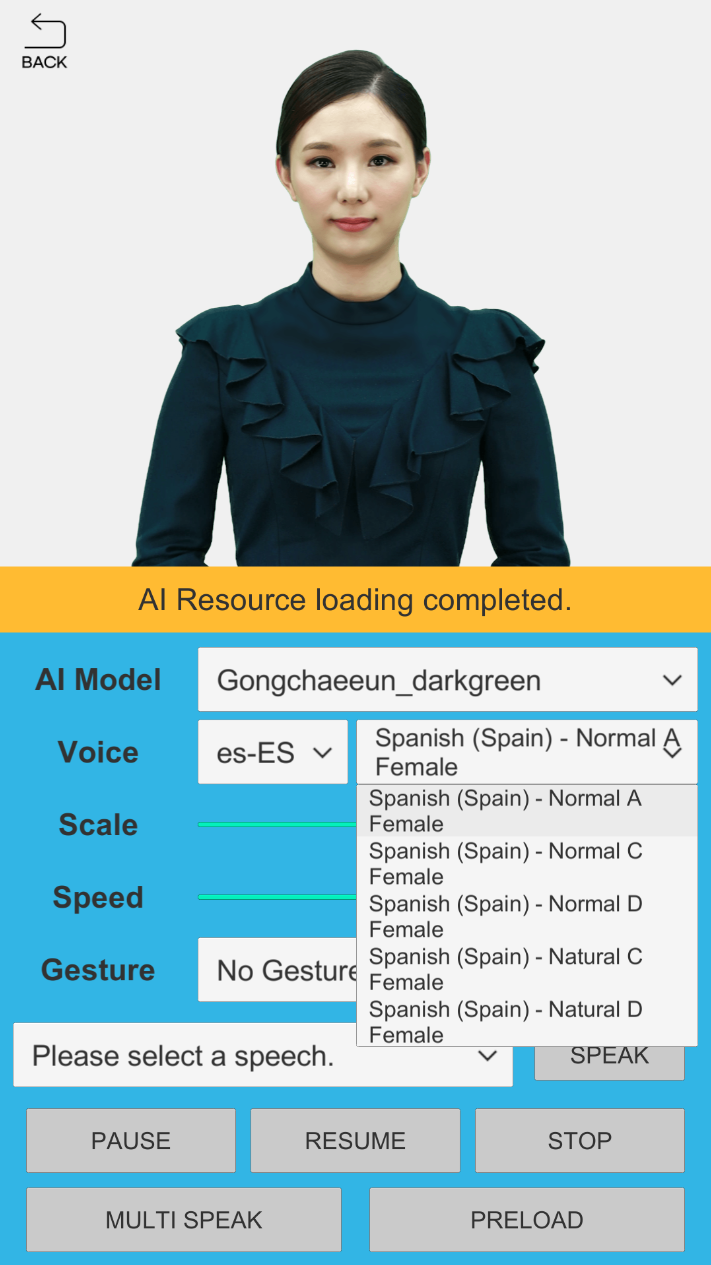 BACK
AI Resource loading completed.
AI Model
Gongchaeeun_darkgreen
Voice
es-ES
Spanish (Spain) - Normal A
Female
Spanish (Spain) - Normal A
Female
Spanish (Spain) - Normal C
Female
Spanish (Spain) - Normal D
Female
Spanish (Spain) - Natural C
Female
Spanish (Spain) - Natural D
Female
Scale
Speed
Gesture
No Gesture
Please select a speech.
SPEAK
PAUSE
RESUME
STOP
MULTI SPEAK
PRELOAD